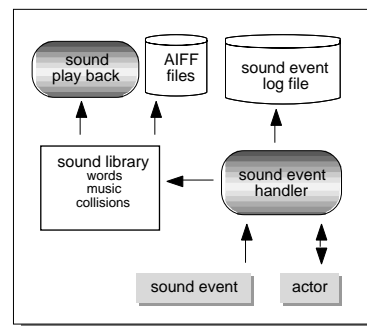 sound
play back
AIFF
files
sound event
log file
sound library
words
music
collisions
sound event
handler
sound event
actor